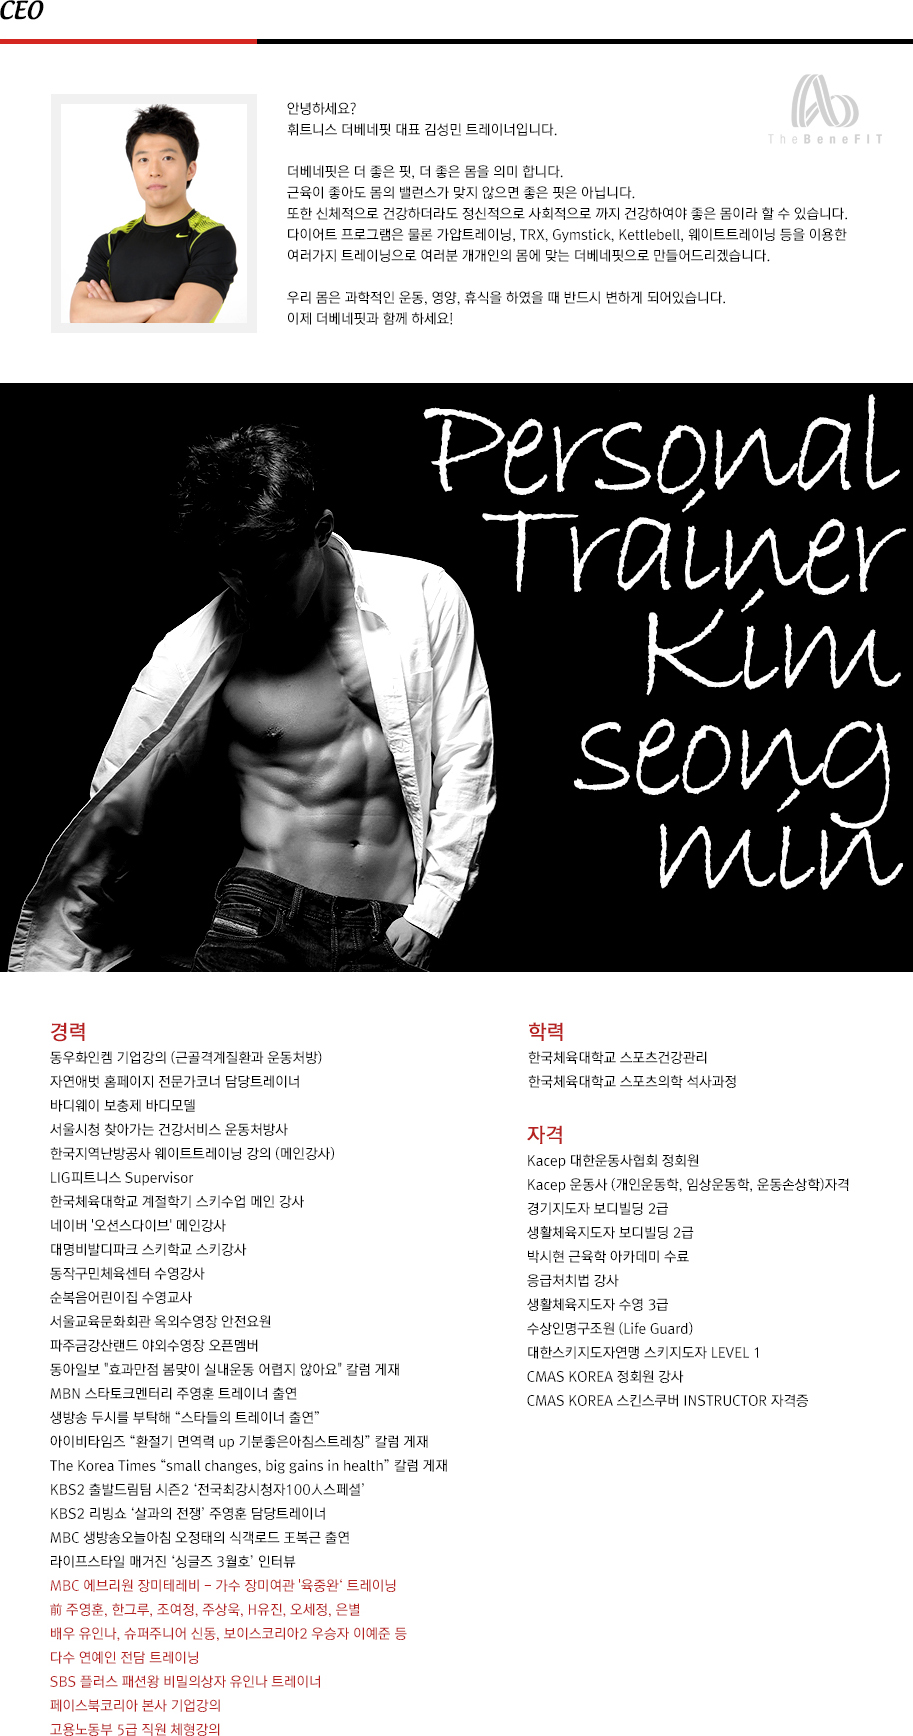 CEO
TheBeneFIT
안녕하세요?
휘트니스 더베네핏 대표 김성민 트레이너입니다.
더베네핏은 더 좋은 핏, 더 좋은 몸을 의미 합니다.
근육이 좋아도 몸의 밸런스가 맞지 않으면 좋은 핏은 아닙니다.
또한 신체적으로 건강하더라도 정신적으로 사회적으로 까지 건강하여야 좋은 몸이라 할 수 있습니다.
다이어트 프로그램은 물론 가압트레이닝, TRX, Gymstick, Kettlebell, 웨이트트레이닝 등을 이용한
여러가지 트레이닝으로 여러분 개개인의 몸에 맞는 더베네핏으로 만들어드리겠습니다.
우리 몸은 과학적인 운동, 영양, 휴식을 하였을 때 반드시 변하게 되어있습니다.
이제 더베네핏과 함께 하세요!
Personal
Trainer
Kim
seong
min
경력
동우화인켐 기업강의 (근골격계질환과 운동처방)
자연애벗 홈페이지 전문가코너 담당트레이너
바디웨이 보충제 바디모델
서울시청 찾아가는 건강서비스 운동처방사
한국지역난방공사 웨이트트레이닝 강의 (메인강사)
LIG피트니스 Supervisor
한국체육대학교 계절학기 스키수업 메인 강사
네이버 '오션스다이브' 메인강사
대명비발디파크 스키학교 스키강사
동작구민체육센터 수영강사
순복음어린이집 수영교사
서울교육문화회관 옥외수영장 안전요원
파주금강산랜드 야외수영장 오픈멤버
동아일보 "효과만점 봄맞이 실내운동 어렵지 않아요" 칼럼 게재
MBN 스타토크멘터리 주영훈 트레이너 출연
생방송 두시를 부탁해 “스타들의 트레이너 출연”
아이비타임즈 “환절기 면역력 up 기분좋은아침스트레칭” 칼럼 게재
The Korea Times “small changes, big gains in health” 칼럼 게재
KBS2 출발드림팀 시즌2 ‘전국최강시청자100人스페셜’
KBS2 리빙쇼 ‘살과의 전쟁’ 주영훈 담당트레이너
MBC 생방송오늘아침 오정태의 식객로드 王복근 출연
라이프스타일 매거진 ‘싱글즈 3월호’ 인터뷰
MBC 에브리원 장미테레비 – 가수 장미여관 '육중완‘ 트레이닝
前 주영훈, 한그루, 조여정, 주상욱, H유진, 오세정, 은별
배우 유인나, 슈퍼주니어 신동, 보이스코리아2 우승자 이예준 등
다수 연예인 전담 트레이닝
SBS 플러스 패션왕 비밀의상자 유인나 트레이너
페이스북코리아 본사 기업강의
고용노동부 5급 직원 체형강의
학력
한국체육대학교 스포츠건강관리
한국체육대학교 스포츠의학 석사과정
자격
Kacep 대한운동사협회 정회원
Kacep 운동사 (개인운동학, 임상운동학, 운동손상학)자격
경기지도자 보디빌딩 2급
생활체육지도자 보디빌딩 2급
박시현 근육학 아카데미 수료
응급처치법 강사
생활체육지도자 수영 3급
수상인명구조원 (Life Guard)
대한스키지도자연맹 스키지도자 LEVEL 1
CMAS KOREA 정회원 강사
CMAS KOREA 스킨스쿠버 INSTRUCTOR 자격증